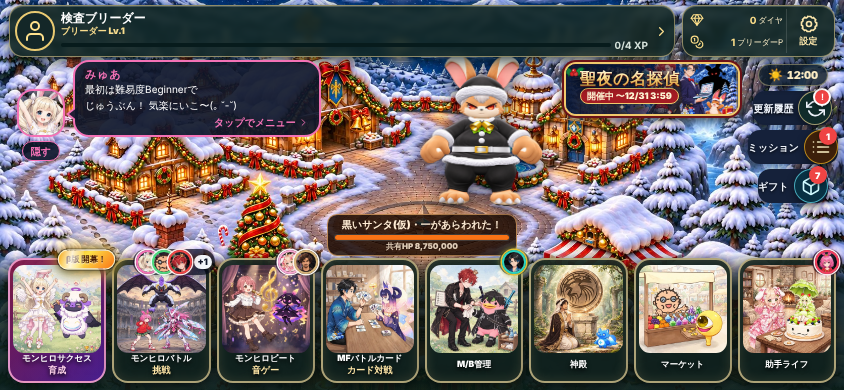 検査ブリーダー
ブリーダー Lv.1
0/4 XP
0 ダイヤ
1 ブリーダーP
設定
みゅあ
最初は難易度Beginnerで
じゅうぶん！ 気楽にいこ〜(｡ ˘-˘)
タップでメニュー
隠す
聖夜の名探偵
開催中 〜12/31 3:59
12:00
更新履歴
!
ミッション
1
ギフト
7
黒いサンタ(仮)・一があらわれた！
共有HP 8,750,000
β版 開幕！
+1
モンヒロサクセス
育成
モンヒロバトル
挑戦
モンヒロビート
音ゲー
MFバトルカード
カード対戦
M/B管理
神殿
マーケット
助手ライフ